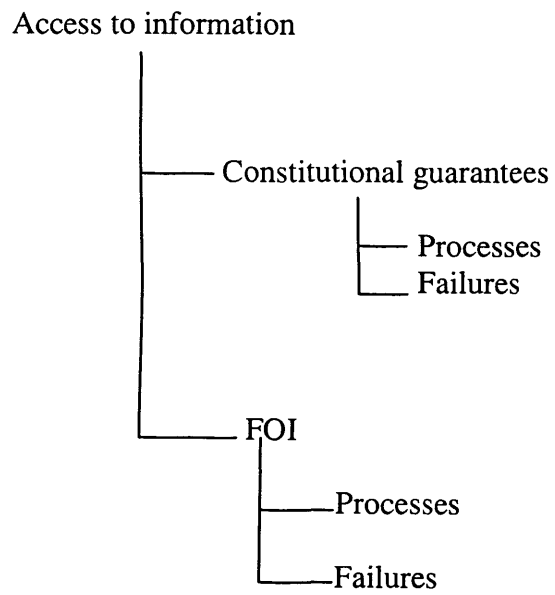 Access to information
Constitutional guarantees
Processes
Failures
FOI
Processes
Failures